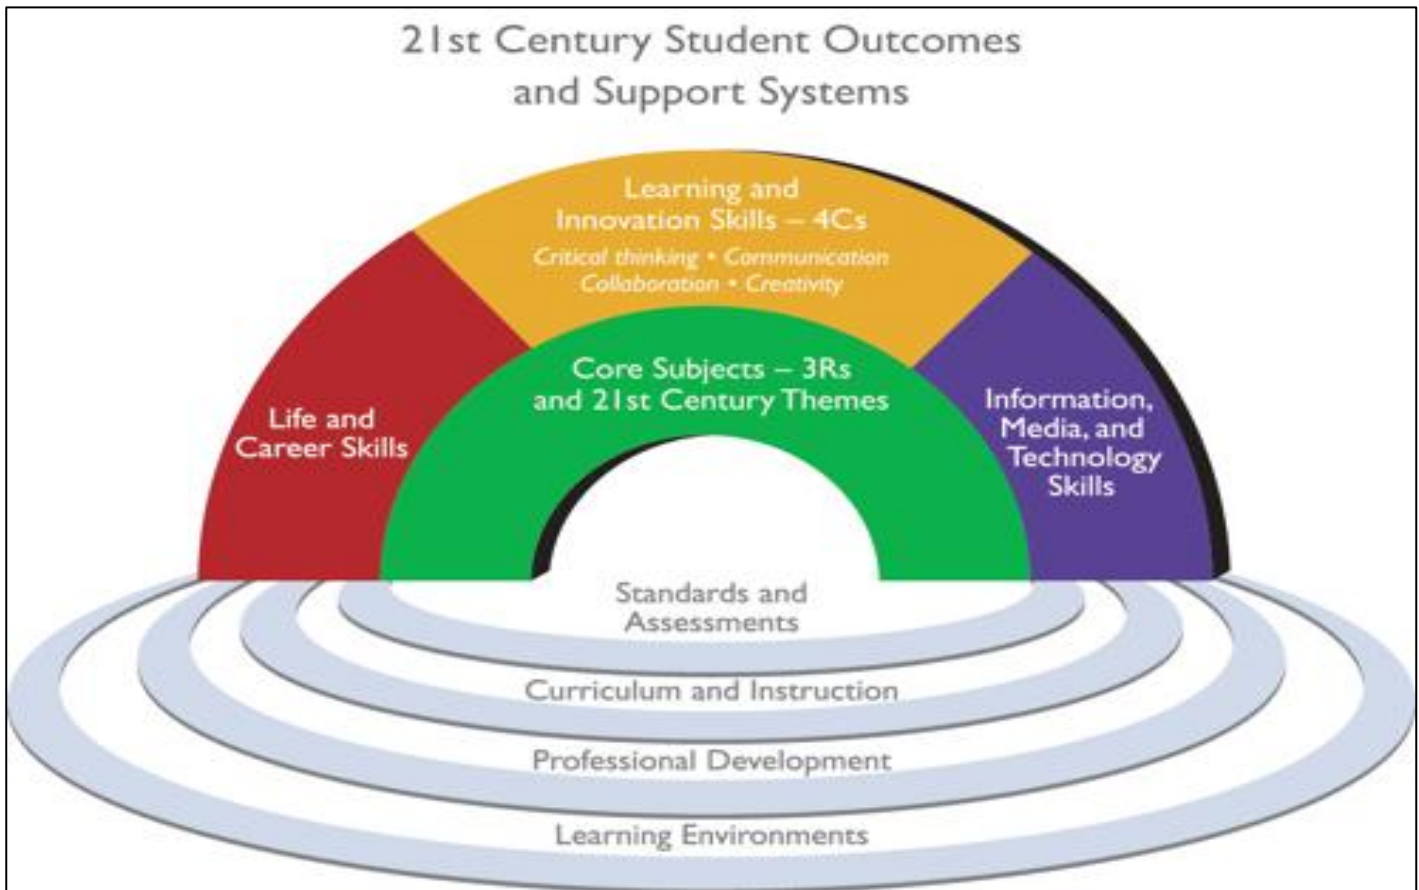 21st Century Student Outcomes
and Support Systems
Learning and
Innovation Skills – 4Cs
Critical thinking • Communication
Collaboration • Creativity
Core Subjects – 3Rs
and 21st Century Themes
Life and
Career Skills
Information,
Media, and
Technology
Skills
Standards and
Assessments
Curriculum and Instruction
Professional Development
Learning Environments